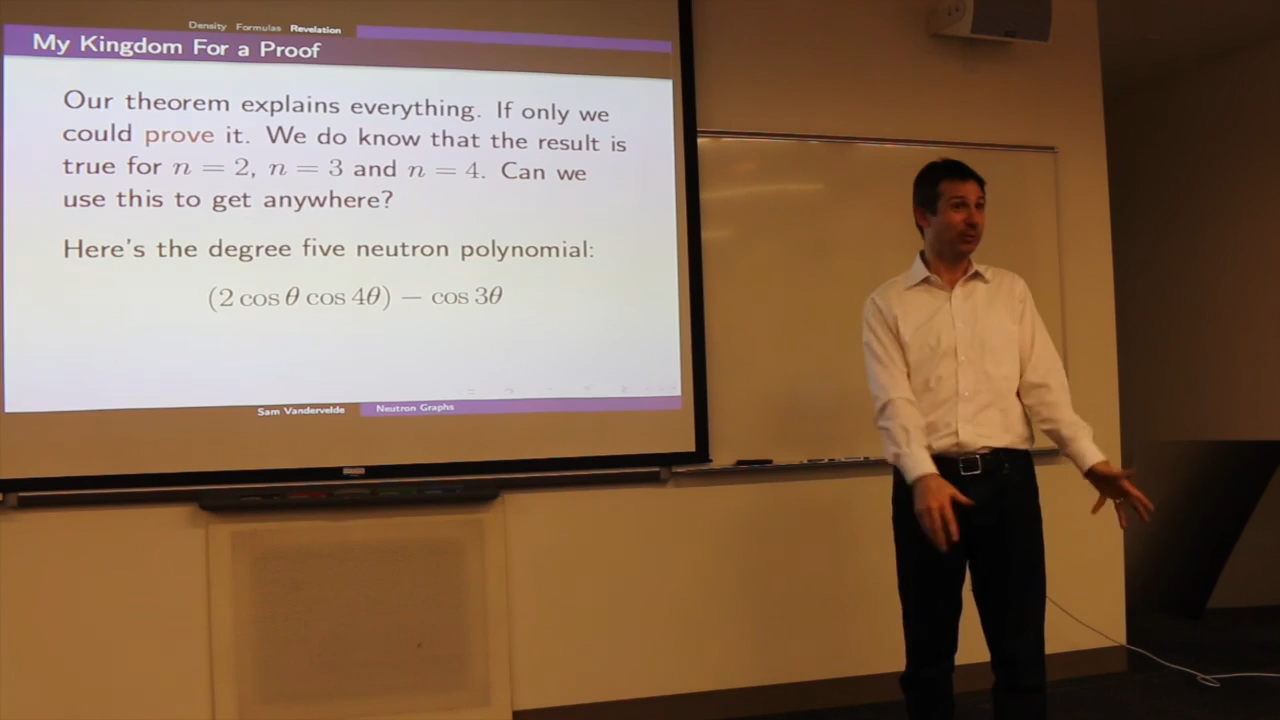 Density Formulas Revelation
My Kingdom For a Proof
Our theorem explains everything. If only we
could prove it. We do know that the result is
true for n = 2, n = 3 and n = 4. Can we
use this to get anywhere?
Here's the degree five neutron polynomial:
(2 cos θ cos 4θ) − cos 3θ
Sam Vandervelde Neutron Graphs